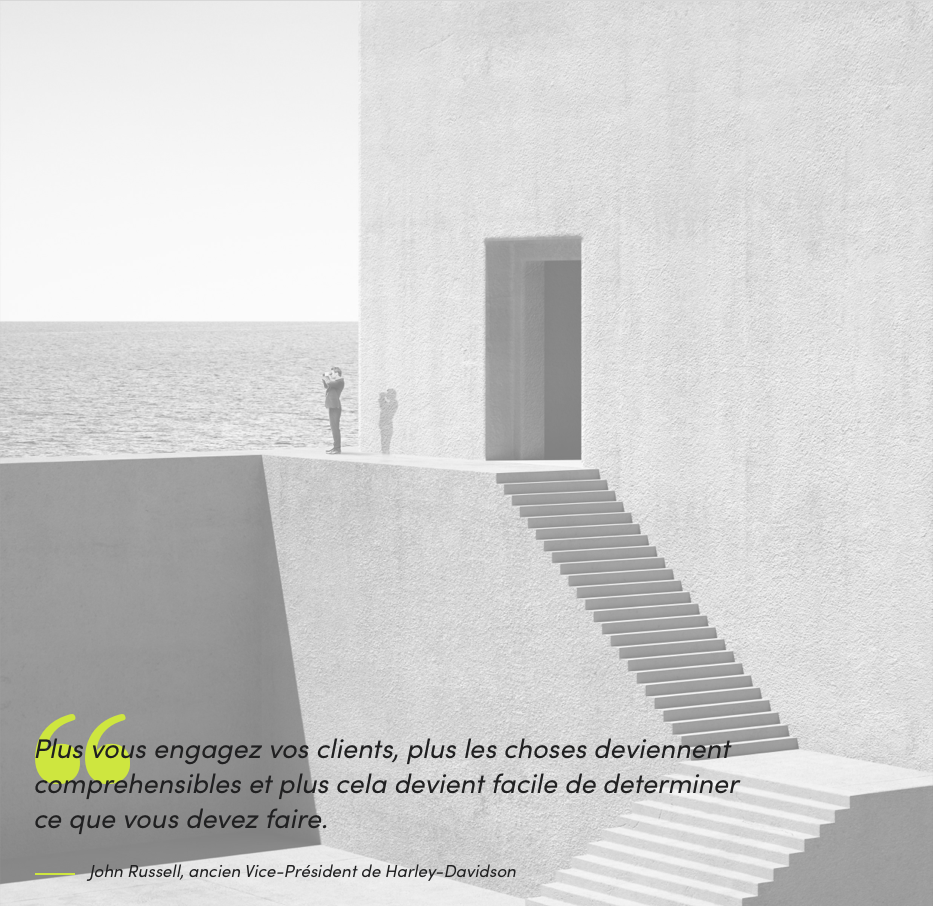 Plus vous engagez vos clients, plus les choses deviennent
comprehensibles et plus cela devient facile de determiner
ce que vous devez faire.
John Russell, ancien Vice-Président de Harley-Davidson